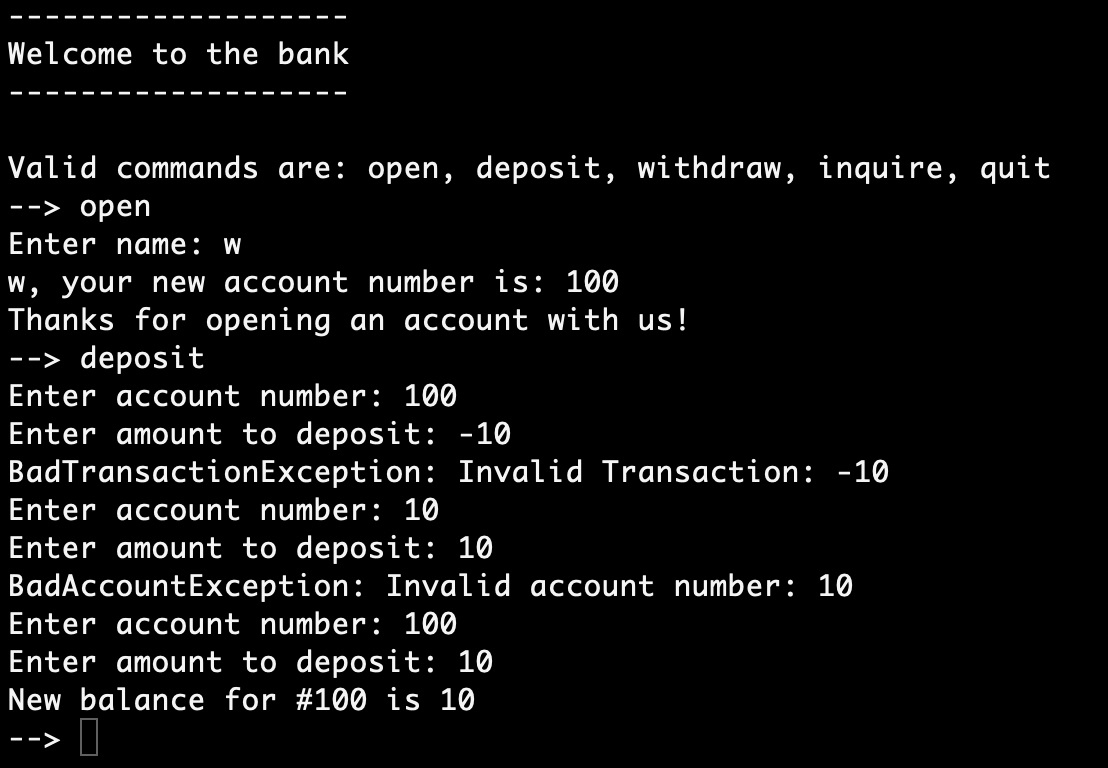 -------------------
Welcome to the bank
-------------------
Valid commands are: open, deposit, withdraw, inquire, quit
--> open
Enter name: w
w, your new account number is: 100
Thanks for opening an account with us!
--> deposit
Enter account number: 100
Enter amount to deposit: -10
BadTransactionException: Invalid Transaction: -10
Enter account number: 10
Enter amount to deposit: 10
BadAccountException: Invalid account number: 10
Enter account number: 100
Enter amount to deposit: 10
New balance for #100 is 10
-->